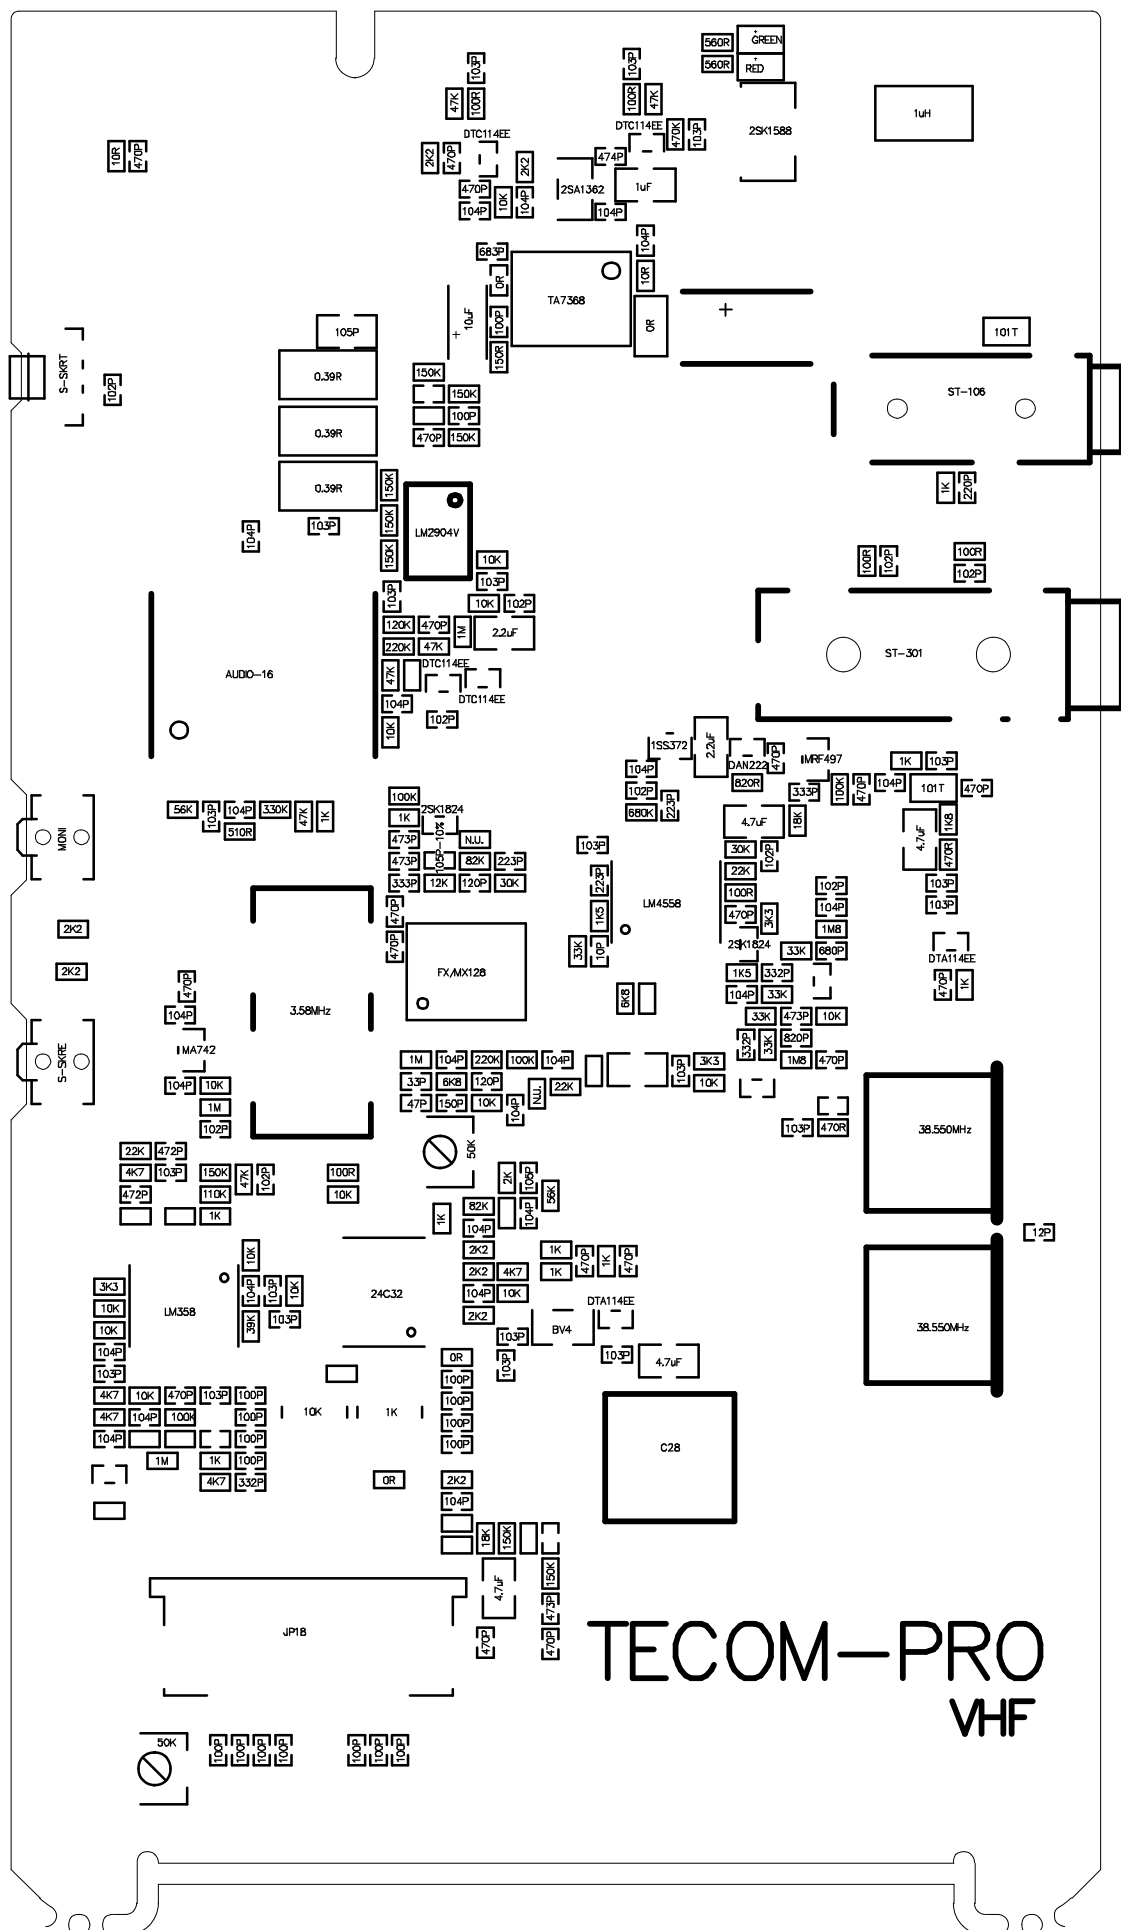 560R
+
GREEN
560R
+
RED
103P
103P
47K
100R
100R
47K
2SK1588
1uH
DTC114EE
DTC114EE
470K
103P
10R
470P
2K2
470P
2K2
474P
470P
10K
104P
2SA1362
1uF
104P
104P
683P
104P
0R
10R
TA7368
+
10uF
100P
0R
+
105P
150R
101T
S-SKRT
102P
0.39R
150K
150K
ST-106
100P
0.39R
470P
150K
0.39R
150K
1K
220P
103P
104P
150K
LM2904V
150K
10K
100R
102P
100R
103P
102P
103P
10K
102P
120K
470P
1M
2.2uF
220K
47K
ST-301
DTC114EE
47K
AUDIO-16
104P
DTC114EE
102P
10K
1SS372
2.2uF
DAN222
470P
MRF497
1K
103P
104P
820R
102P
333P
100K
470P
104P
101T
470P
100K
2SK1824
56K
103P
104P
330K
47K
1K
1K
680K
223P
4.7uF
18K
1K8
510R
MONI
473P
105P-10%
N.U.
103P
30K
102P
4.7uF
470R
473P
82K
223P
22K
333P
12K
120P
30K
223P
100R
102P
103P
LM4558
470P
1K5
470P
3K3
104P
103P
2K2
470P
33K
10P
2SK1824
33K
1M8
680P
DTA114EE
2K2
FX/MX128
1K5
332P
470P
1K
470P
104P
6K8
104P
33K
3.58MHz
33K
473P
10K
MA742
332P
33K
820P
S-SKRE
1M
104P
220K
100K
104P
103P
3K3
1M8
470P
104P
10K
33P
6K8
120P
N.U.
22K
10K
1M
47P
150P
10K
104P
102P
50K
103P
470R
38.550MHz
22K
472P
4K7
103P
150K
47K
102P
100R
2K
105P
472P
110K
10K
82K
104P
56K
1K
1K
104P
12P
10K
2K2
1K
470P
1K
470P
3K3
104P
103P
10K
2K2
4K7
1K
10K
LM358
39K
103P
24C32
104P
10K
DTA114EE
10K
2K2
BV4
38.550MHz
104P
103P
103P
0R
103P
103P
4.7uF
100P
4K7
10K
470P
103P
100P
100P
4K7
104P
100K
100P
10K
1K
100P
104P
100P
100P
C28
1M
1K
100P
4K7
332P
0R
2K2
104P
18K
150K
4.7uF
150K
473P
JP18
470P
470P
TECOM-PRO
VHF
50K
100P
100P
100P
100P
100P
100P
100P